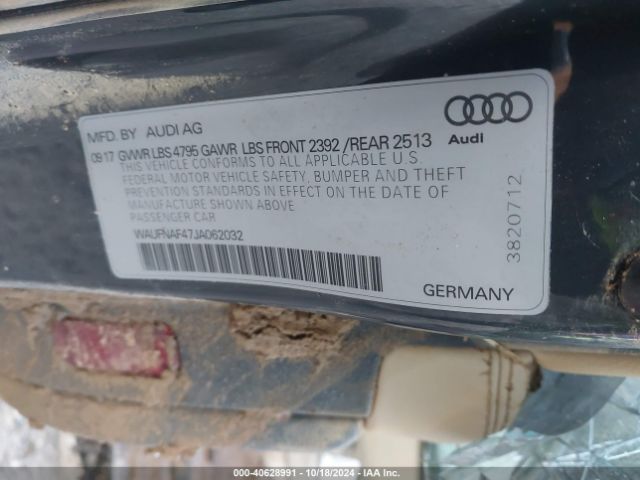 MFD. BY AUDI AG
Audi
09 17 GVWR LBS 4795 GAWR LBS FRONT 2392 /REAR 2513
THIS VEHICLE CONFORMS TO ALL APPLICABLE U.S.
FEDERAL MOTOR VEHICLE SAFETY, BUMPER AND THEFT
PREVENTION STANDARDS IN EFFECT ON THE DATE OF
MANUFACTURE SHOWN ABOVE.
PASSENGER CAR
WAUFNAF47JA062032
3820712
GERMANY
000-40628991 | 10/18/2024 | IAA Inc.